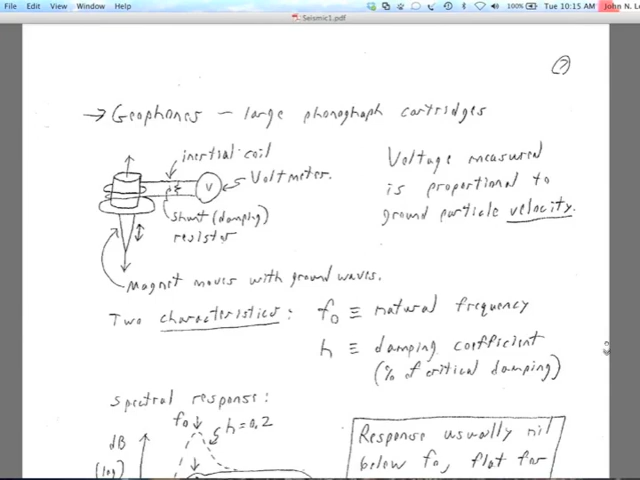 File Edit View Window Help
100% Tue 10:15 AM John N. Lo
Seismic1.pdf
7
→ Geophones — large phonograph cartridges
inertial coil
V
Voltmeter.
shunt (damping)
resistor
Magnet moves with ground waves.
Voltage measured
is proportional to
ground particle velocity.
Two characteristics: f₀ ≡ natural frequency
h ≡ damping coefficient
(% of critical damping)
Spectral response:
f₀
h=0.2
dB
(log)
Response usually nil
below f₀, flat for